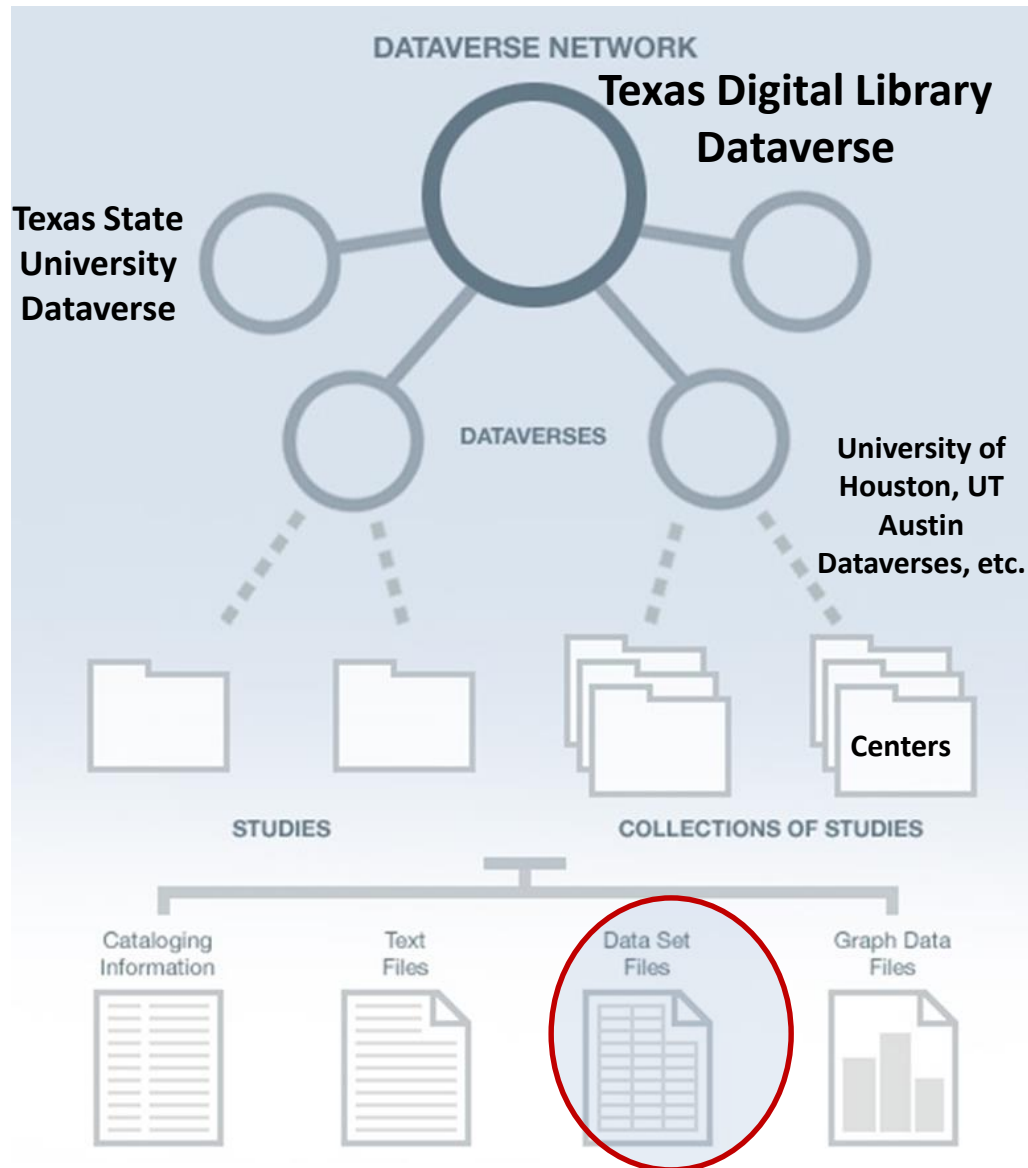 DATAVERSE NETWORK
Texas Digital Library
Dataverse
Texas State
University
Dataverse
DATAVERSES
University of
Houston, UT
Austin
Dataverses, etc.
Centers
STUDIES
COLLECTIONS OF STUDIES
Cataloging
Information
Text
Files
Data Set
Files
Graph Data
Files